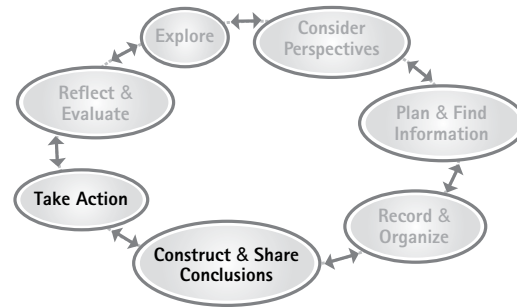 Explore
Consider
Perspectives
Reflect &
Evaluate
Plan & Find
Information
Take Action
Record &
Organize
Construct & Share
Conclusions